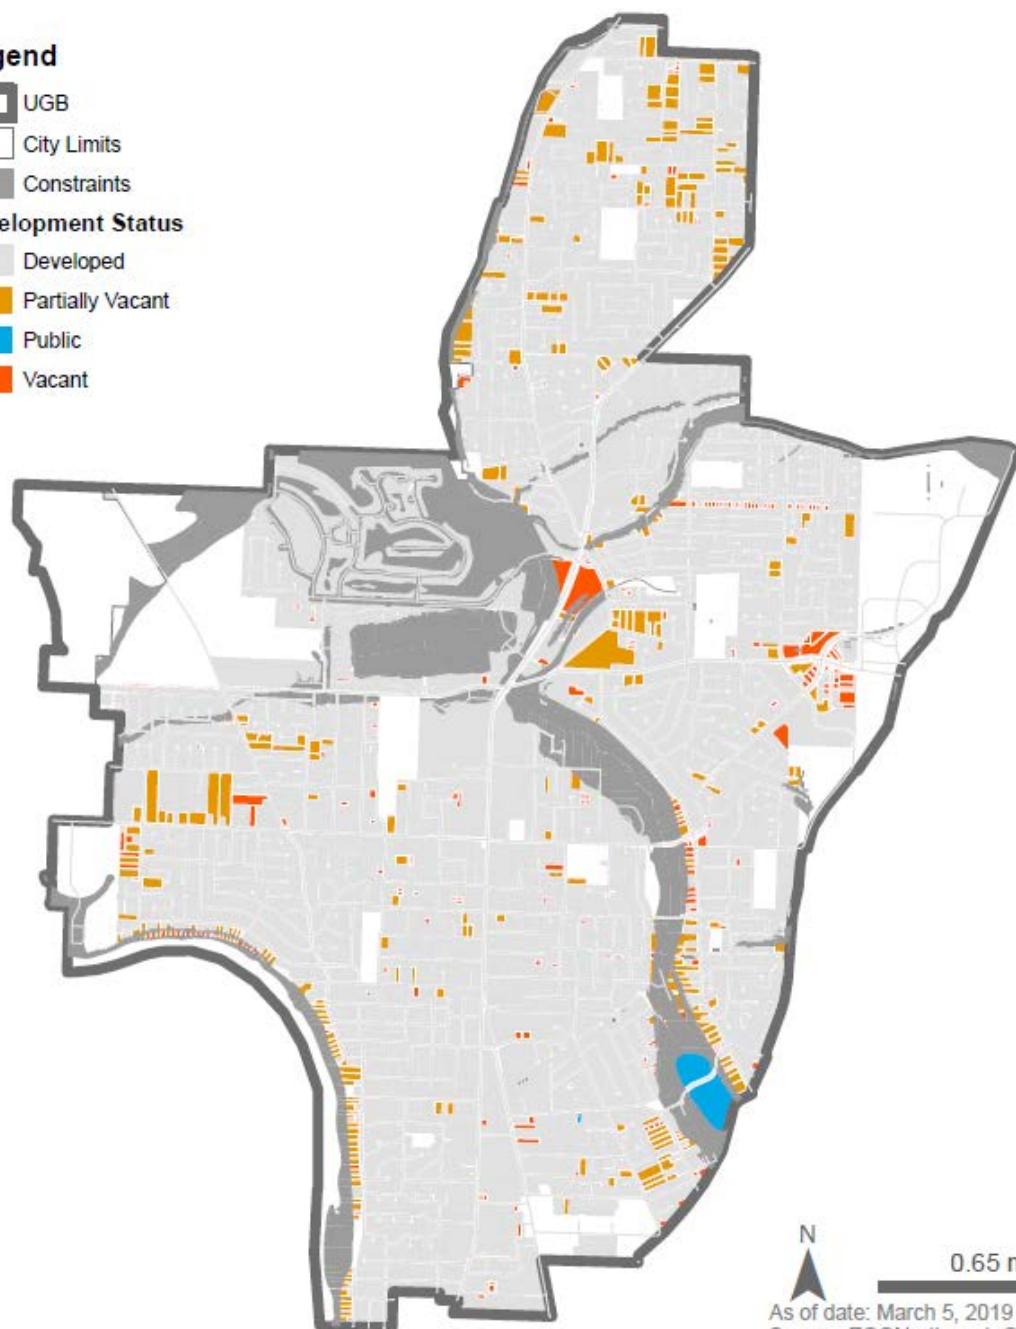 gend
UGB
City Limits
Constraints
elopment Status
Developed
Partially Vacant
Public
Vacant
N
0.65 m
As of date: March 5, 2019